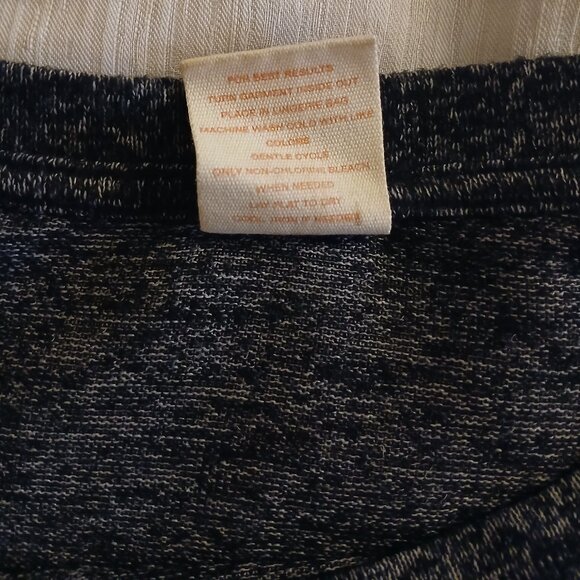 FOR BEST RESULTS
TURN GARMENT INSIDE OUT
PLACE IN LINGERIE BAG
MACHINE WASH COLD WITH LIKE
COLORS
GENTLE CYCLE
ONLY NON-CHLORINE BLEACH
WHEN NEEDED
LAY FLAT TO DRY
COOL IRON IF NEEDED